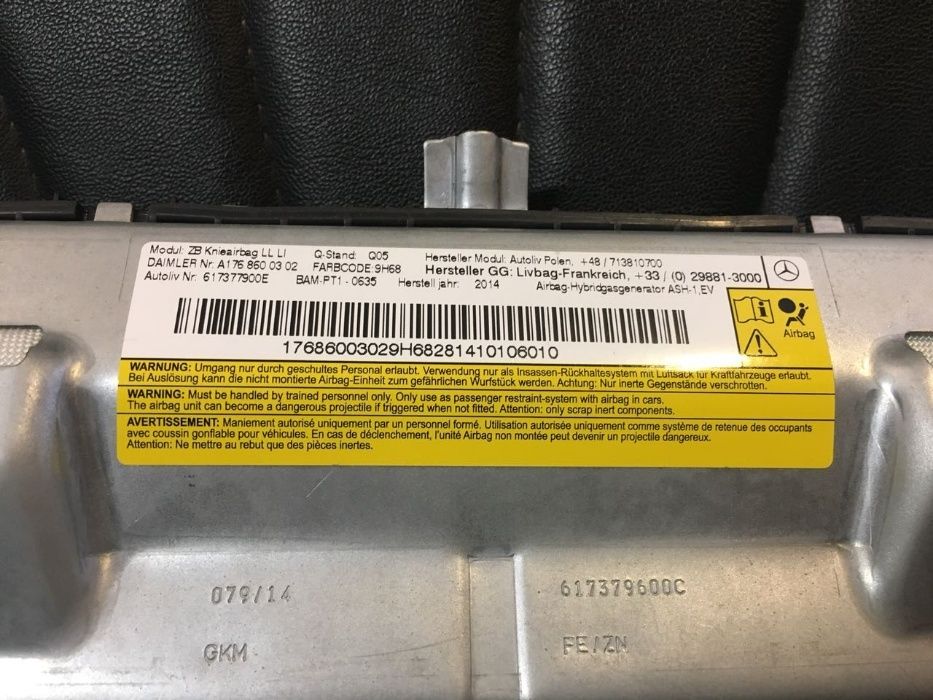 Modul: ZB Knieairbag LL LI Q-Stand: Q05 Hersteller Modul: Autoliv Polen, +48 / 713810700
DAIMLER Nr. A176 860 03 02 FARBCODE:9H68 Hersteller GG: Livbag-Frankreich, +33 / (0) 29881-3000
Autoliv Nr: 617377900E BAM-PT1 - 0635 Herstelljahr: 2014 Airbag-Hybridgasgenerator ASH-1,EV
Airbag
17686003029H68281410106010
WARNUNG: Umgang nur durch geschultes Personal erlaubt. Verwendung nur als Insassen-Rückhaltesystem mit Luftsack für Kraftfahrzeuge erlaubt.
Bei Auslösung kann die nicht montierte Airbag-Einheit zum gefährlichen Wurfstück werden. Achtung: Nur inerte Gegenstände verschrotten.
WARNING: Must be handled by trained personnel only. Only use as passenger restraint-system with airbag in cars.
The airbag unit can become a dangerous projectile if triggered when not fitted. Attention: only scrap inert components.
AVERTISSEMENT: Maniement autorisé uniquement par un personnel formé. Utilisation autorisée uniquement comme système de retenue des occupants
avec coussin gonflable pour véhicules. En cas de déclenchement, l'unité Airbag non montée peut devenir un projectile dangereux.
Attention: Ne mettre au rebut que des pièces inertes.
079/14 617379600C
GKM FE/ZN